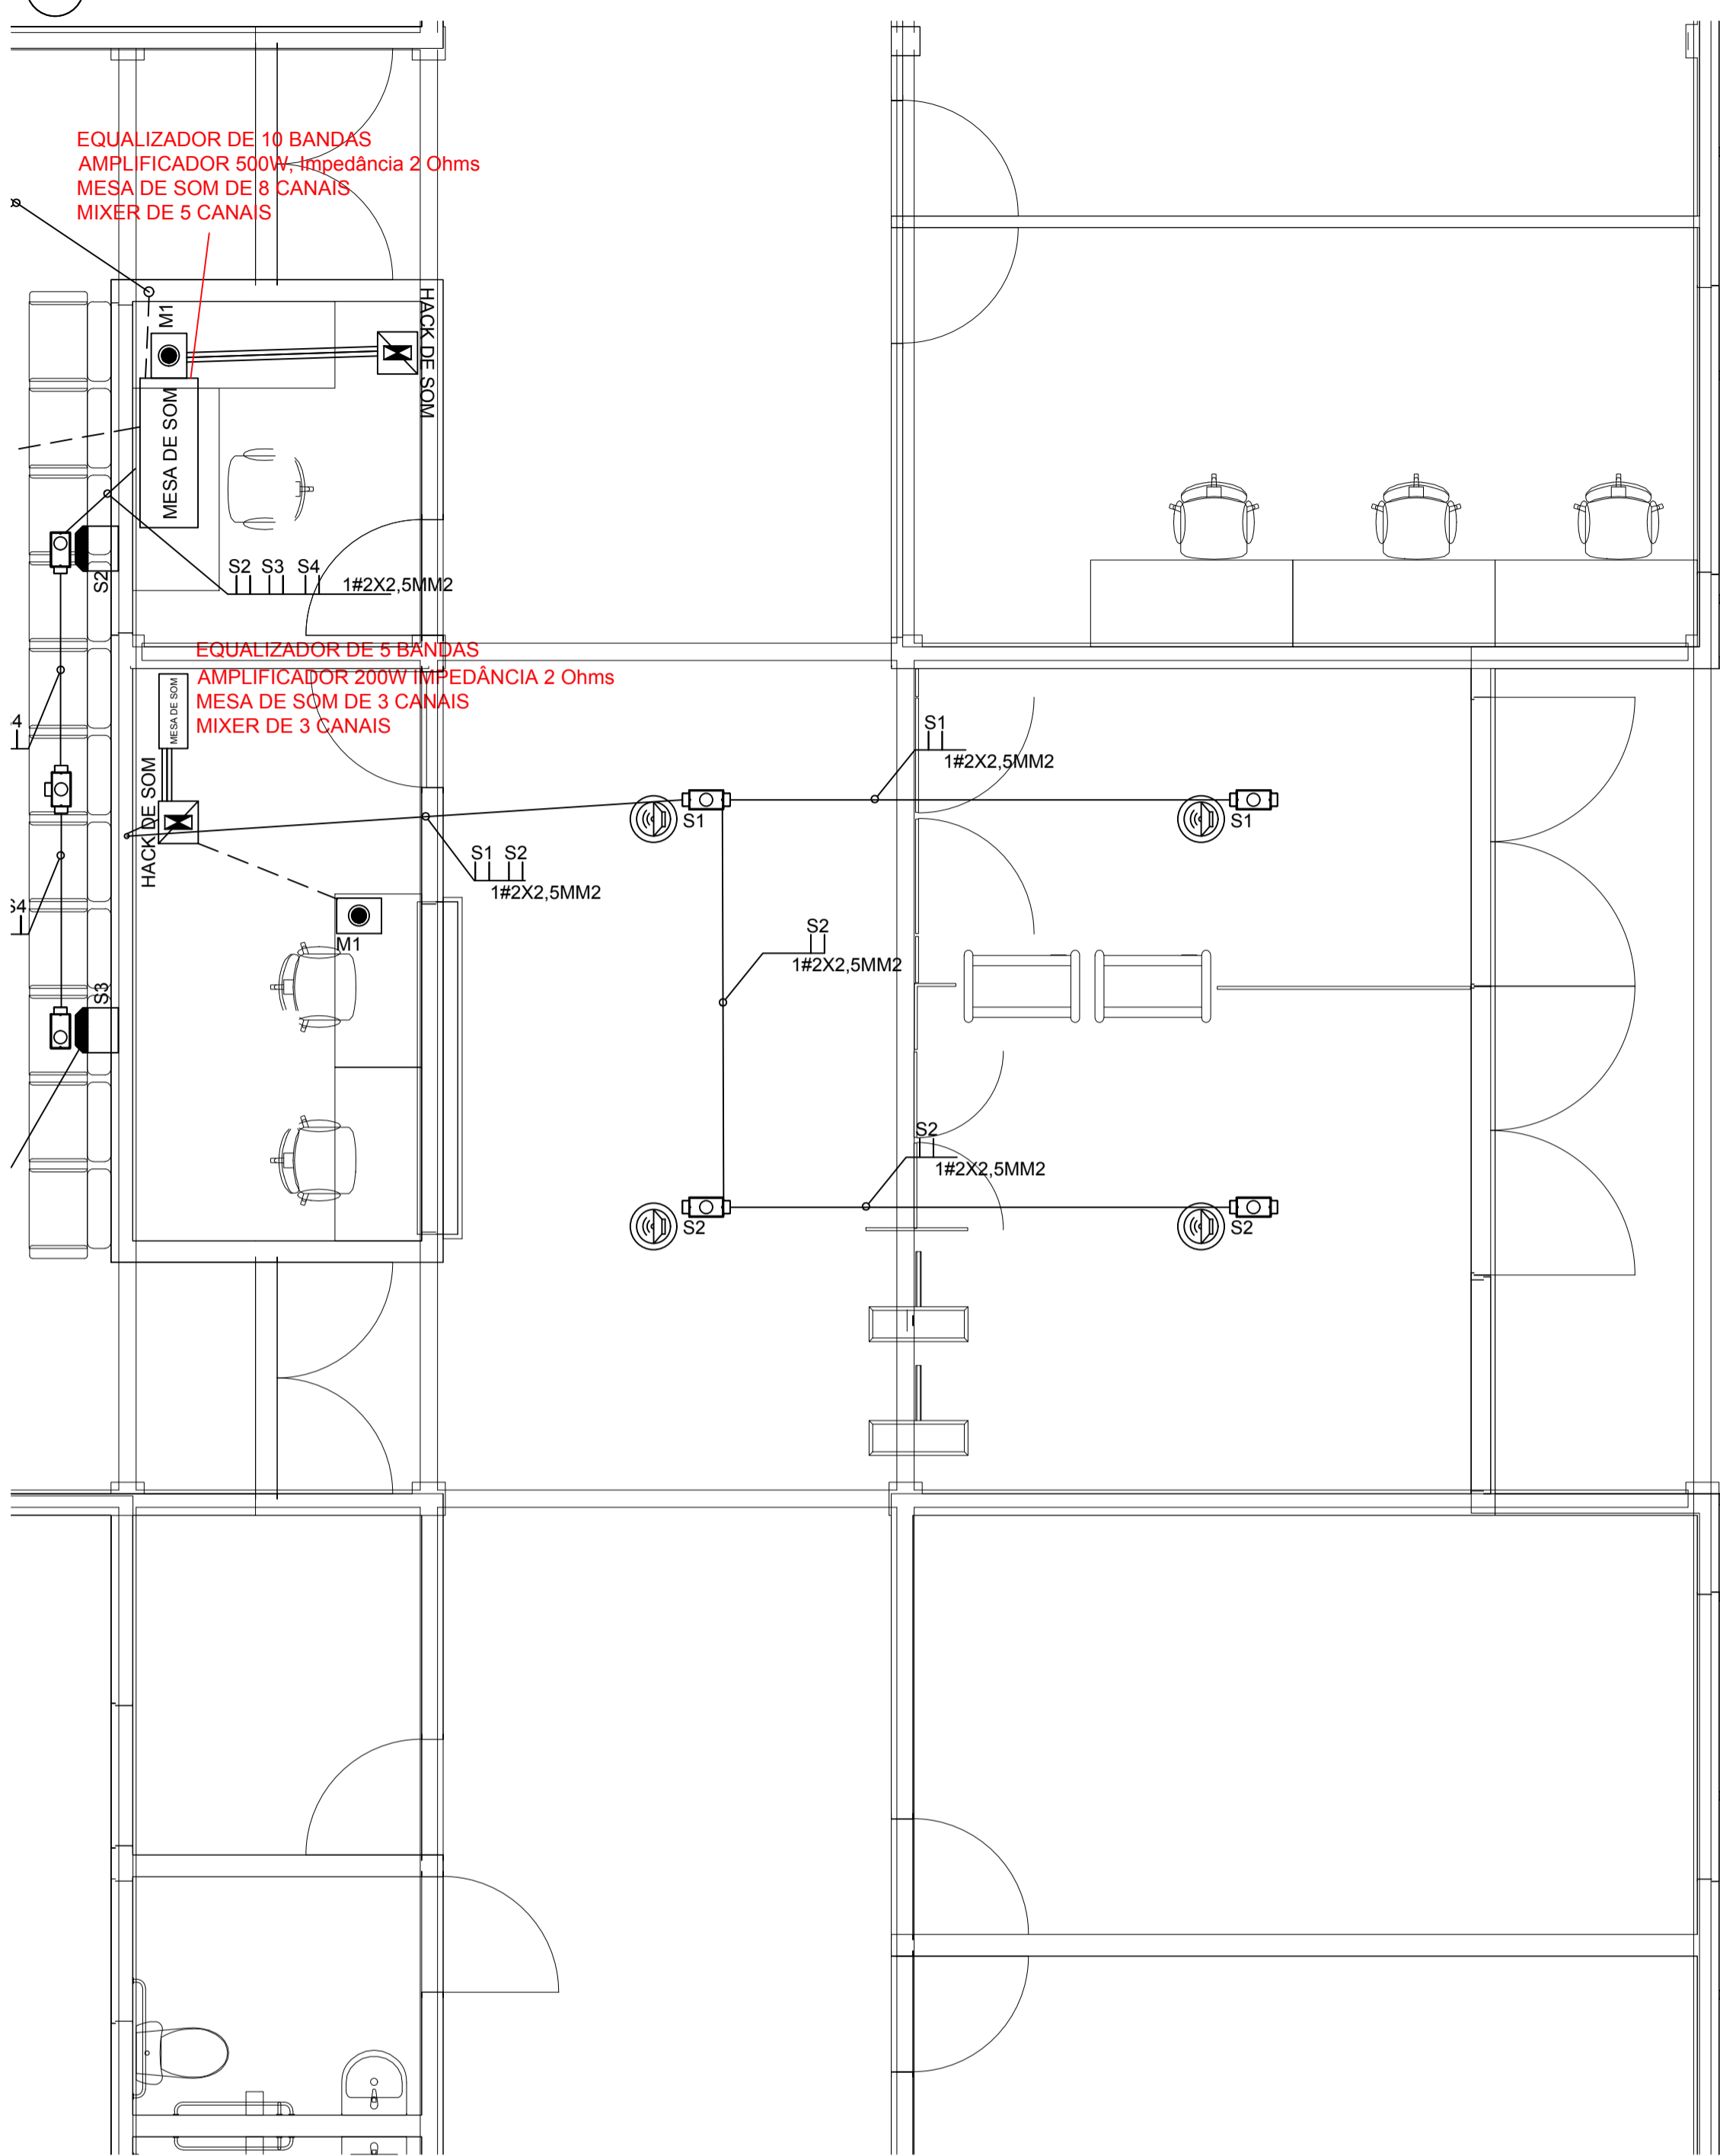 EQUALIZADOR DE 10 BANDAS
AMPLIFICADOR 500W, Impedância 2 Ohms
MESA DE SOM DE 8 CANAIS
MIXER DE 5 CANAIS
M1
HACK DE SOM
MESA DE SOM
S2
S2 S3 S4
1#2X2,5MM2
EQUALIZADOR DE 5 BANDAS
AMPLIFICADOR 200W IMPEDÂNCIA 2 Ohms
MESA DE SOM DE 3 CANAIS
MIXER DE 3 CANAIS
MESA DE SOM
HACK DE SOM
4
S1
1#2X2,5MM2
S1
S1
S1 S2
1#2X2,5MM2
M1
S4
S2
1#2X2,5MM2
S3
S2
1#2X2,5MM2
S2
S2